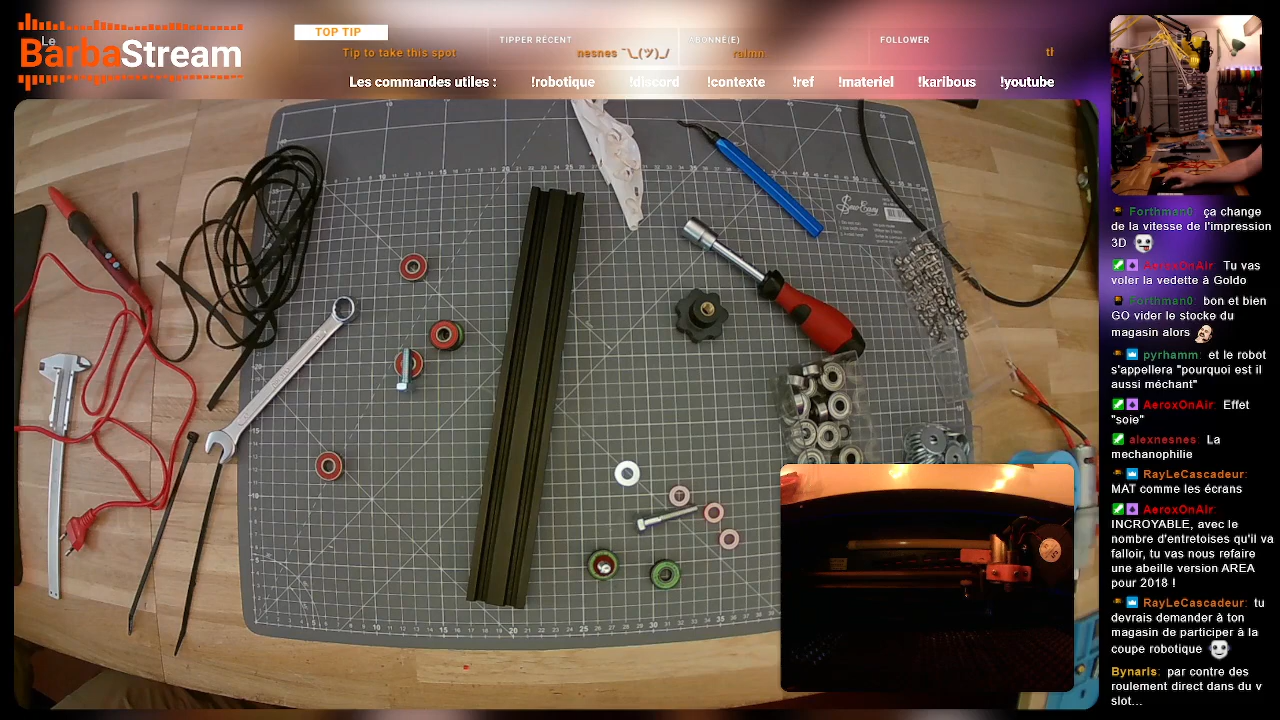 Le
BarbaStream
TOP TIP
Tip to take this spot
TIPPER RÉCENT
nesnes ¯\_(ツ)_/
ABONNÉ(E)
ralmn
FOLLOWER
Les commandes utiles : !robotique !discord !contexte !ref !materiel !karibous !youtube
SewEasy
Forthman0: ça change
de la vitesse de l'impression
3D
AeroxOnAir: Tu vas
voler la vedette à Goldo
Forthman0: bon et bien
GO vider le stocke du
magasin alors
pyrhamm: et le robot
s'appellera "pourquoi est il
aussi méchant"
AeroxOnAir: Effet
"soie"
alexnesnes: La
mechanophilie
RayLeCascadeur:
MAT comme les écrans
AeroxOnAir:
INCROYABLE, avec le
nombre d'entretoises qu'il va
falloir, tu vas nous refaire
une abeille version AREA
pour 2018 !
RayLeCascadeur: tu
devrais demander à ton
magasin de participer à la
coupe robotique
Bynaris: par contre des
roulement direct dans du v
slot...